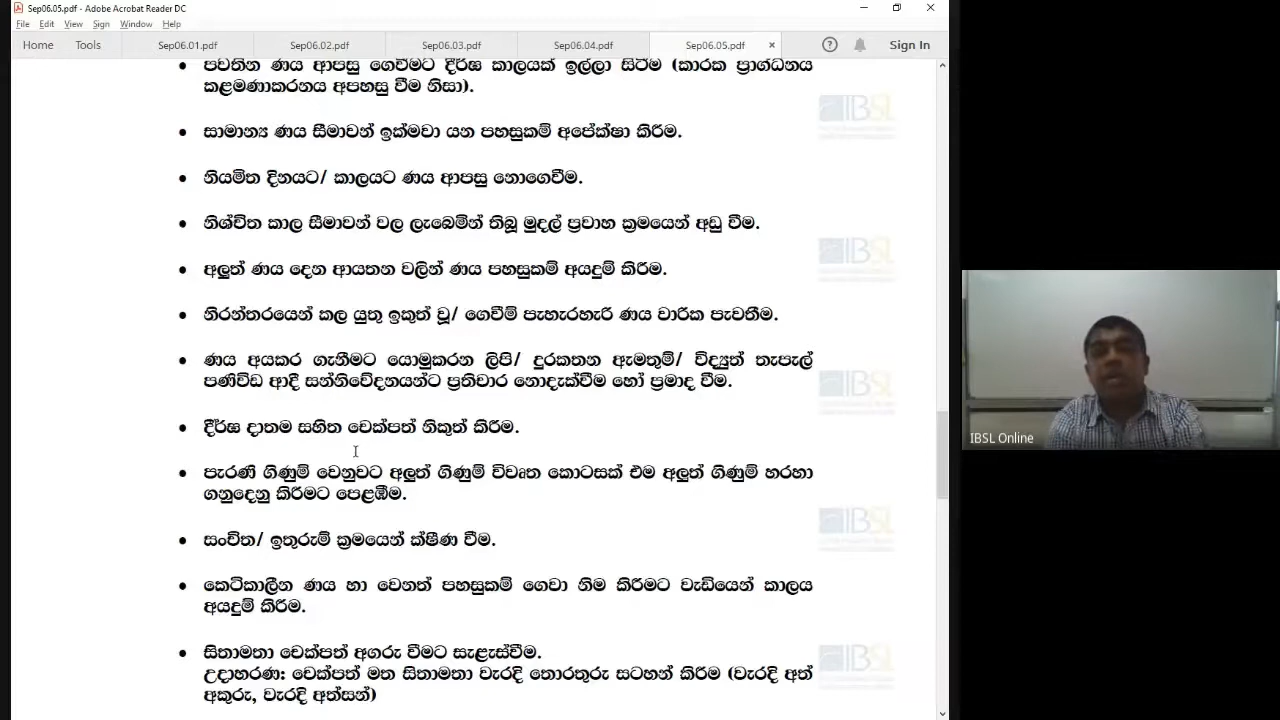 Sep06.05.pdf - Adobe Acrobat Reader DC
File Edit View Sign Window Help
Home Tools Sep06.01.pdf Sep06.02.pdf Sep06.03.pdf Sep06.04.pdf Sep06.05.pdf × Sign In
• පවතින ණය ආපසු ගෙවීමට දීර්ඝ කාලයක් ඉල්ලා සිටීම (කාරක ප්‍රාග්ධනය
කළමණාකරනය අපහසු වීම නිසා).
• සාමාන්‍ය ණය සීමාවන් ඉක්මවා යන පහසුකම් අපේක්ෂා කිරීම.
• නියමිත දිනයට/ කාලයට ණය ආපසු නොගෙවීම.
• නිශ්චිත කාල සීමාවන් වල ලැබෙමින් තිබූ මුදල් ප්‍රවාහ ක්‍රමයෙන් අඩු වීම.
• අලුත් ණය දෙන ආයතන වලින් ණය පහසුකම් අයදුම් කිරීම.
• නිරන්තරයෙන් කල යුතු ඉකුත් වූ/ ගෙවීම් පැහැරහැරි ණය වාරික පැවතීම.
• ණය අයකර ගැනීමට යොමුකරන ලිපි/ දුරකතන ඇමතුම්/ විද්‍යුත් තැපැල්
පණිවිඩ ආදී සන්නිවේදනයන්ට ප්‍රතිචාර නොදැක්වීම හෝ ප්‍රමාද වීම.
• දීර්ඝ දාතම සහිත චෙක්පත් නිකුත් කිරීම.
• පැරණි ගිණුම් වෙනුවට අලුත් ගිණුම් විවෘත කොටසක් එම අලුත් ගිණුම් හරහා
ගනුදෙනු කිරීමට පෙළඹීම.
• සංචිත/ ඉතුරුම් ක්‍රමයෙන් ක්ෂීණ වීම.
• කෙටිකාලීන ණය හා වෙනත් පහසුකම් ගෙවා නිම කිරීමට වැඩියෙන් කාලය
අයදුම් කිරීම.
• සිතාමතා චෙක්පත් අගරු වීමට සැළැස්වීම.
උදාහරණ: චෙක්පත් මත සිතාමතා වැරදි තොරතුරු සටහන් කිරීම (වැරදි අත්
අකුරු, වැරදි අත්සන්)
IBSL
IBSL
IBSL
IBSL
IBSL
IBSL Online